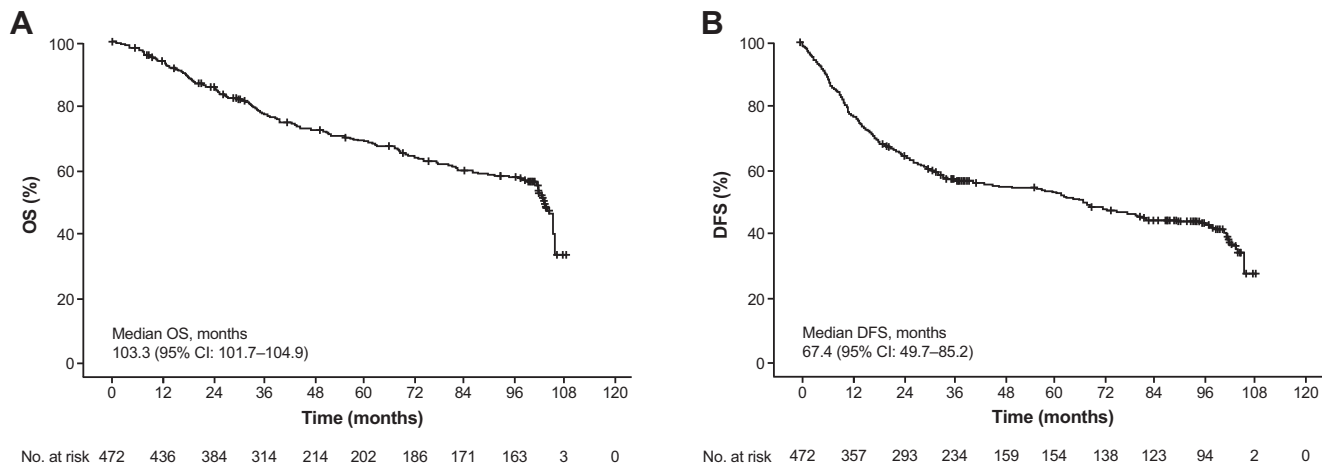 A
100
80
60
40
20
0
OS (%)
Median OS, months
103.3 (95% CI: 101.7–104.9)
0 12 24 36 48 60 72 84 96 108 120
Time (months)
No. at risk 472 436 384 314 214 202 186 171 163 3 0
B
100
80
60
40
20
0
DFS (%)
Median DFS, months
67.4 (95% CI: 49.7–85.2)
0 12 24 36 48 60 72 84 96 108 120
Time (months)
No. at risk 472 357 293 234 159 154 138 123 94 2 0